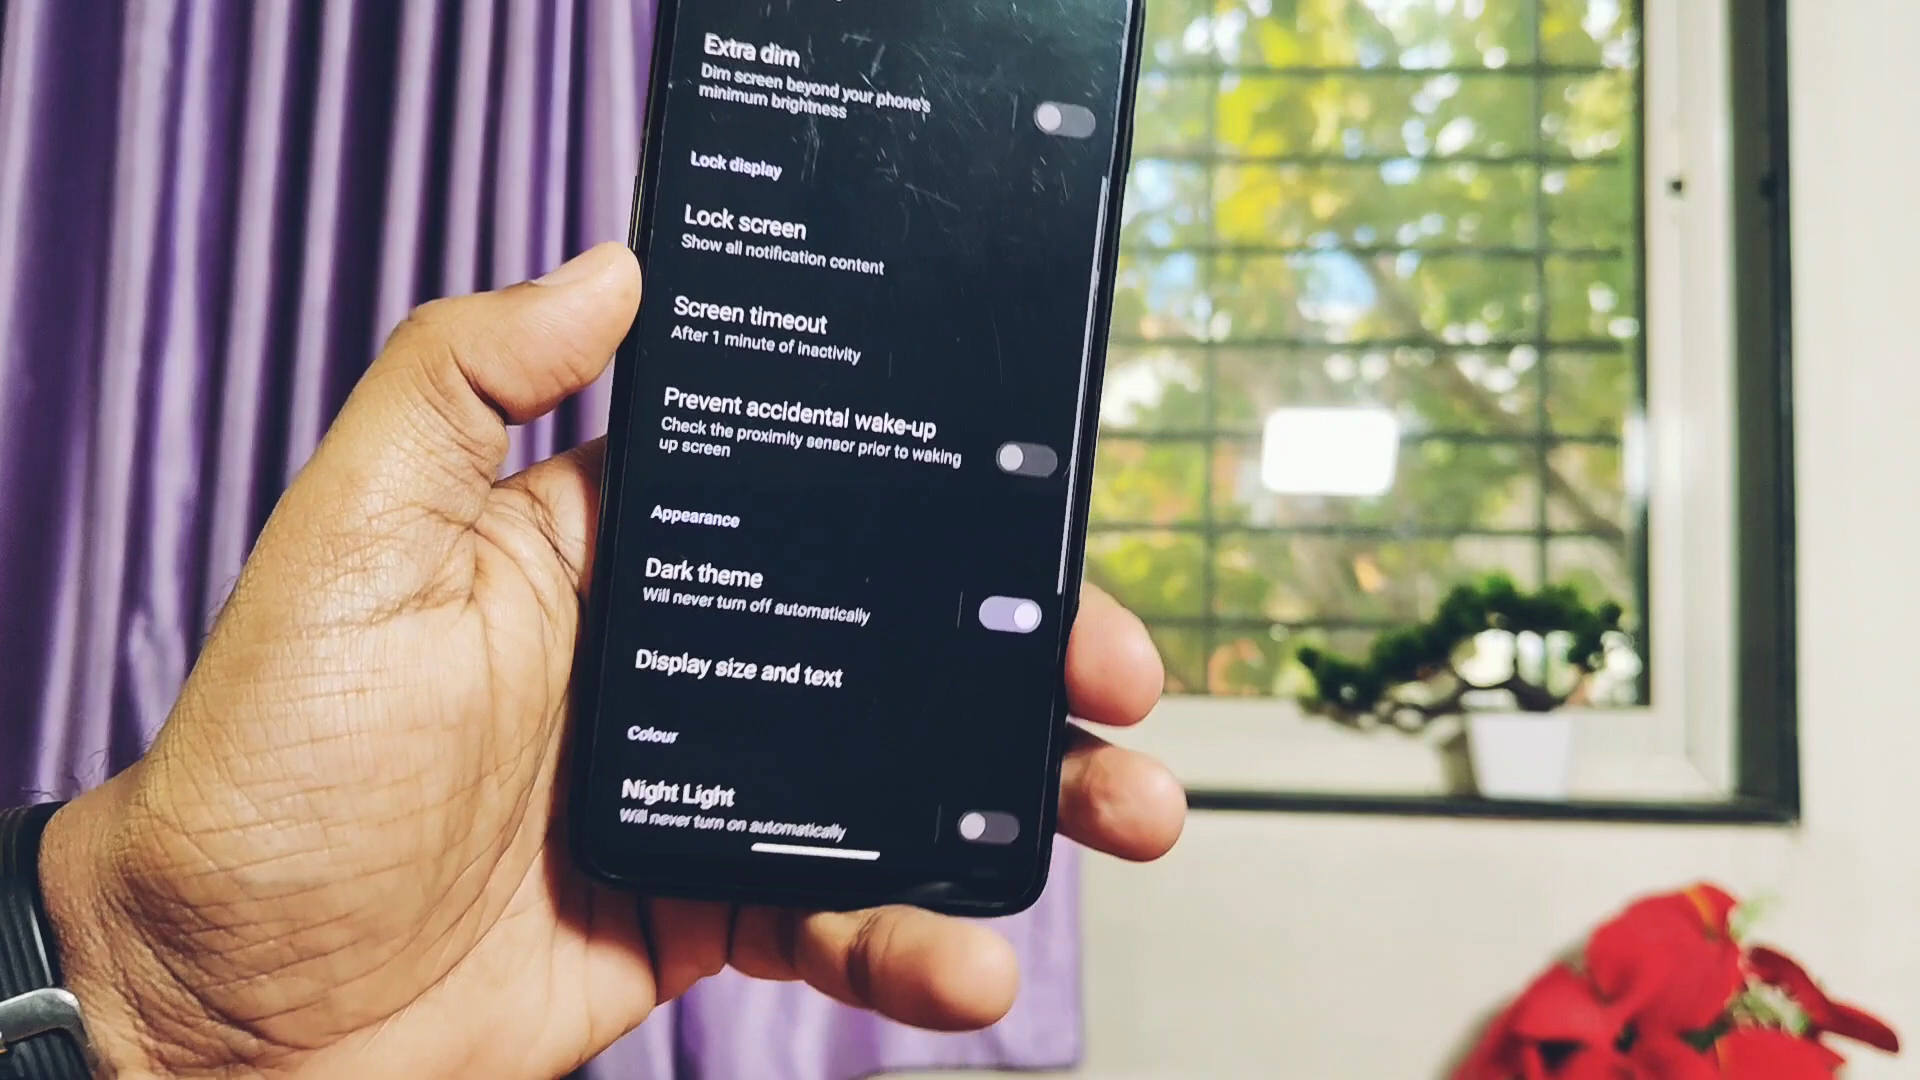 Extra dim
Dim screen beyond your phone's
minimum brightness
Lock display
Lock screen
Show all notification content
Screen timeout
After 1 minute of inactivity
Prevent accidental wake-up
Check the proximity sensor prior to waking
up screen
Appearance
Dark theme
Will never turn off automatically
Display size and text
Colour
Night Light
Will never turn on automatically